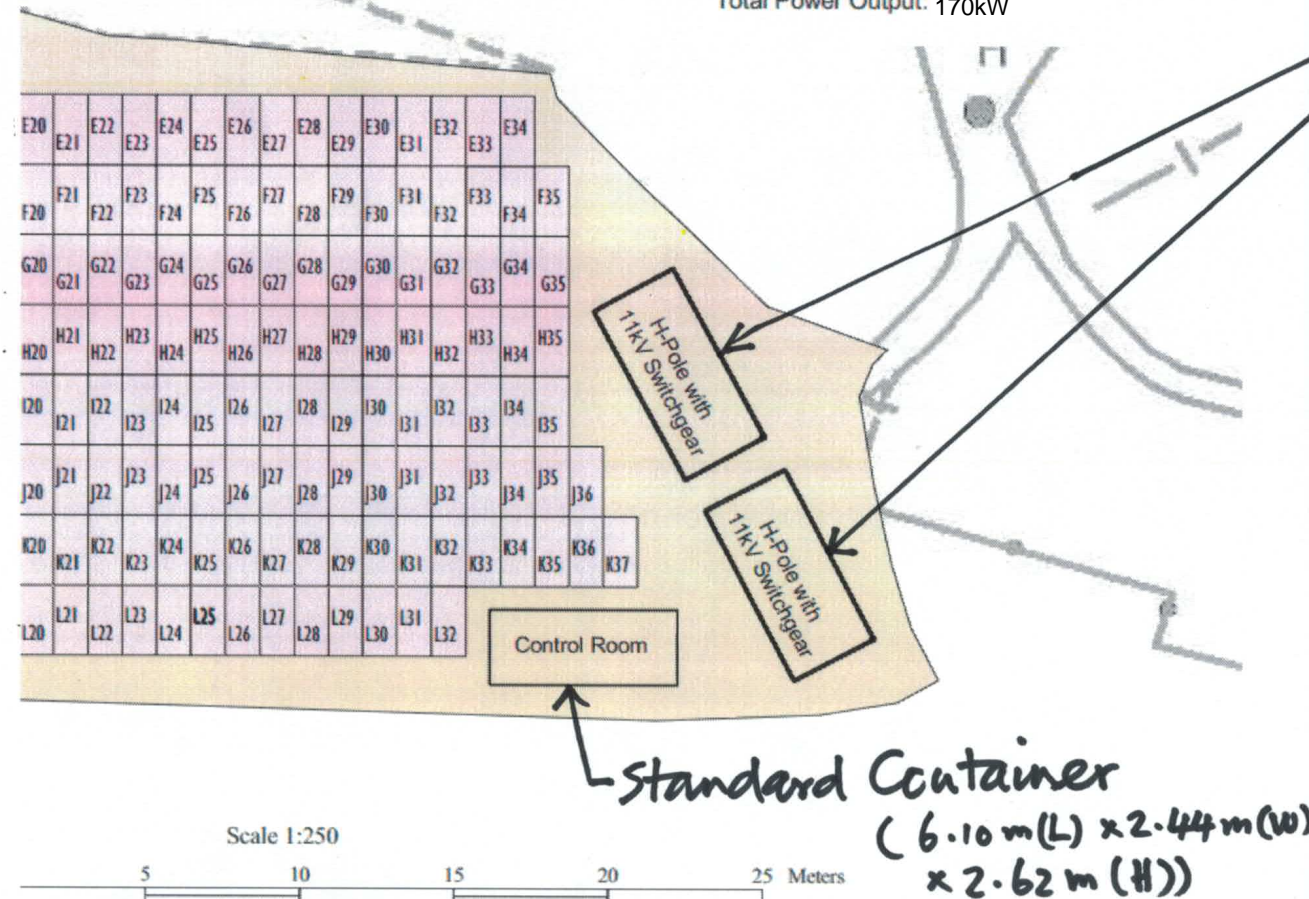 Total Power Output: 170kW
H
E20 E21 E22 E23 E24 E25 E26 E27 E28 E29 E30 E31 E32 E33 E34
F20 F21 F22 F23 F24 F25 F26 F27 F28 F29 F30 F31 F32 F33 F34 F35
G20 G21 G22 G23 G24 G25 G26 G27 G28 G29 G30 G31 G32 G33 G34 G35
H20 H21 H22 H23 H24 H25 H26 H27 H28 H29 H30 H31 H32 H33 H34 H35
I20 I21 I22 I23 I24 I25 I26 I27 I28 I29 I30 I31 I32 I33 I34 I35
J20 J21 J22 J23 J24 J25 J26 J27 J28 J29 J30 J31 J32 J33 J34 J35 J36
K20 K21 K22 K23 K24 K25 K26 K27 K28 K29 K30 K31 K32 K33 K34 K35 K36 K37
L20 L21 L22 L23 L24 L25 L26 L27 L28 L29 L30 L31 L32
H-Pole with
11kV Switchgear
H-Pole with
11kV Switchgear
Control Room
Standard Container
(6.10m(L) x 2.44m(W)
x 2.62m(H))
Scale 1:250
5 10 15 20 25 Meters